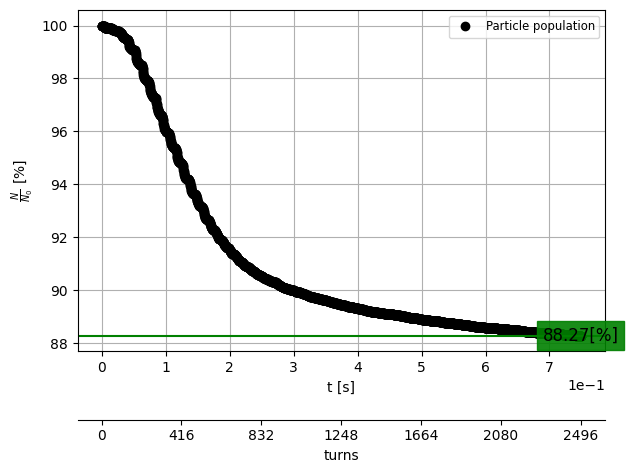 Particle population
100
98
96
94
92
90
88
N/N₀ [%]
88.27[%]
0 1 2 3 4 5 6 7
1e−1
t [s]
0 416 832 1248 1664 2080 2496
turns